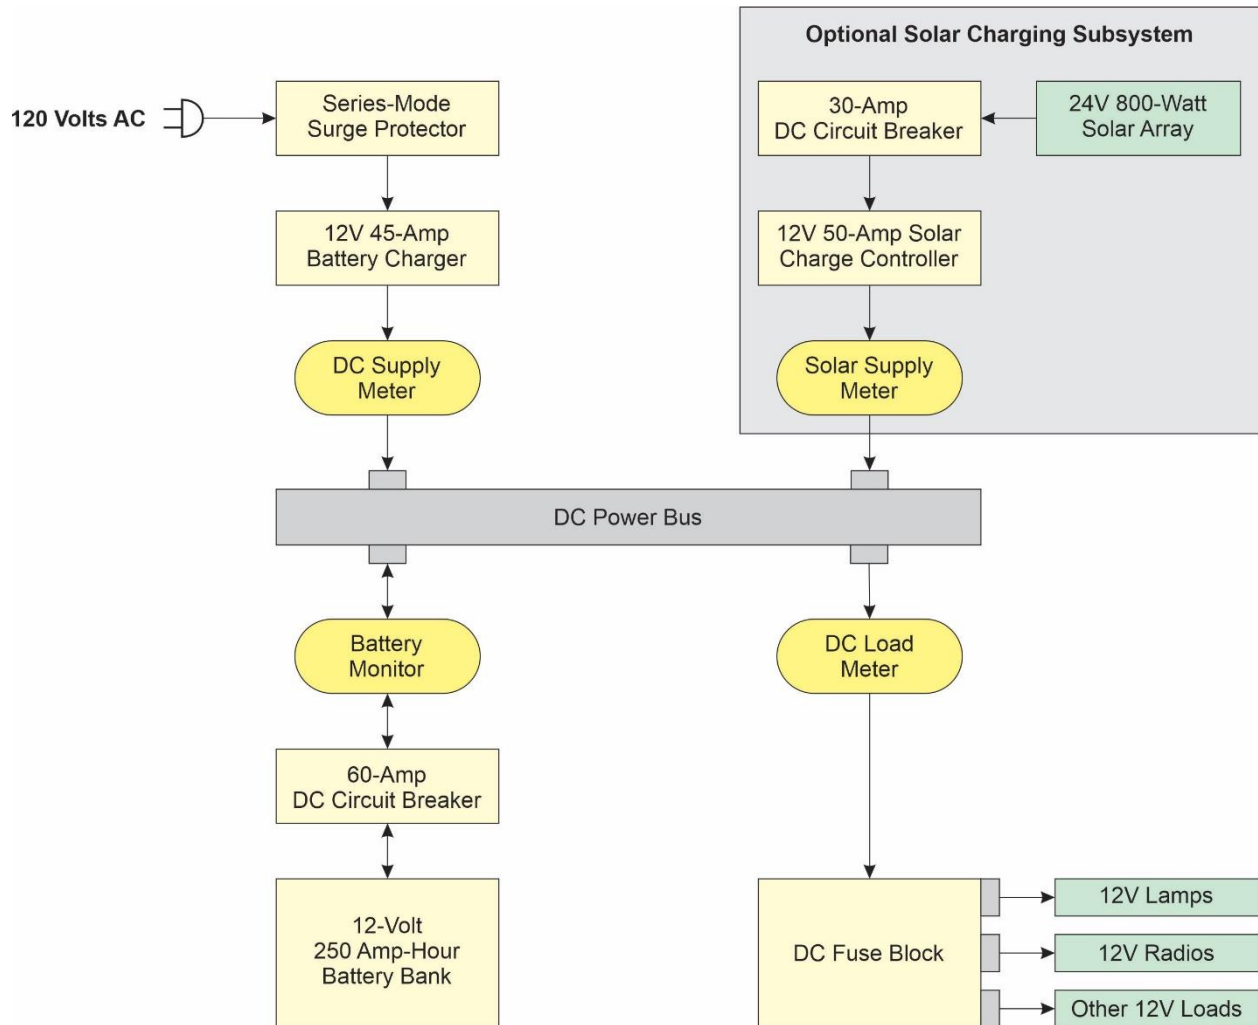 Optional Solar Charging Subsystem
120 Volts AC
Series-Mode
Surge Protector
30-Amp
DC Circuit Breaker
24V 800-Watt
Solar Array
12V 45-Amp
Battery Charger
12V 50-Amp Solar
Charge Controller
DC Supply
Meter
Solar Supply
Meter
DC Power Bus
Battery
Monitor
DC Load
Meter
60-Amp
DC Circuit Breaker
12-Volt
250 Amp-Hour
Battery Bank
DC Fuse Block
12V Lamps
12V Radios
Other 12V Loads